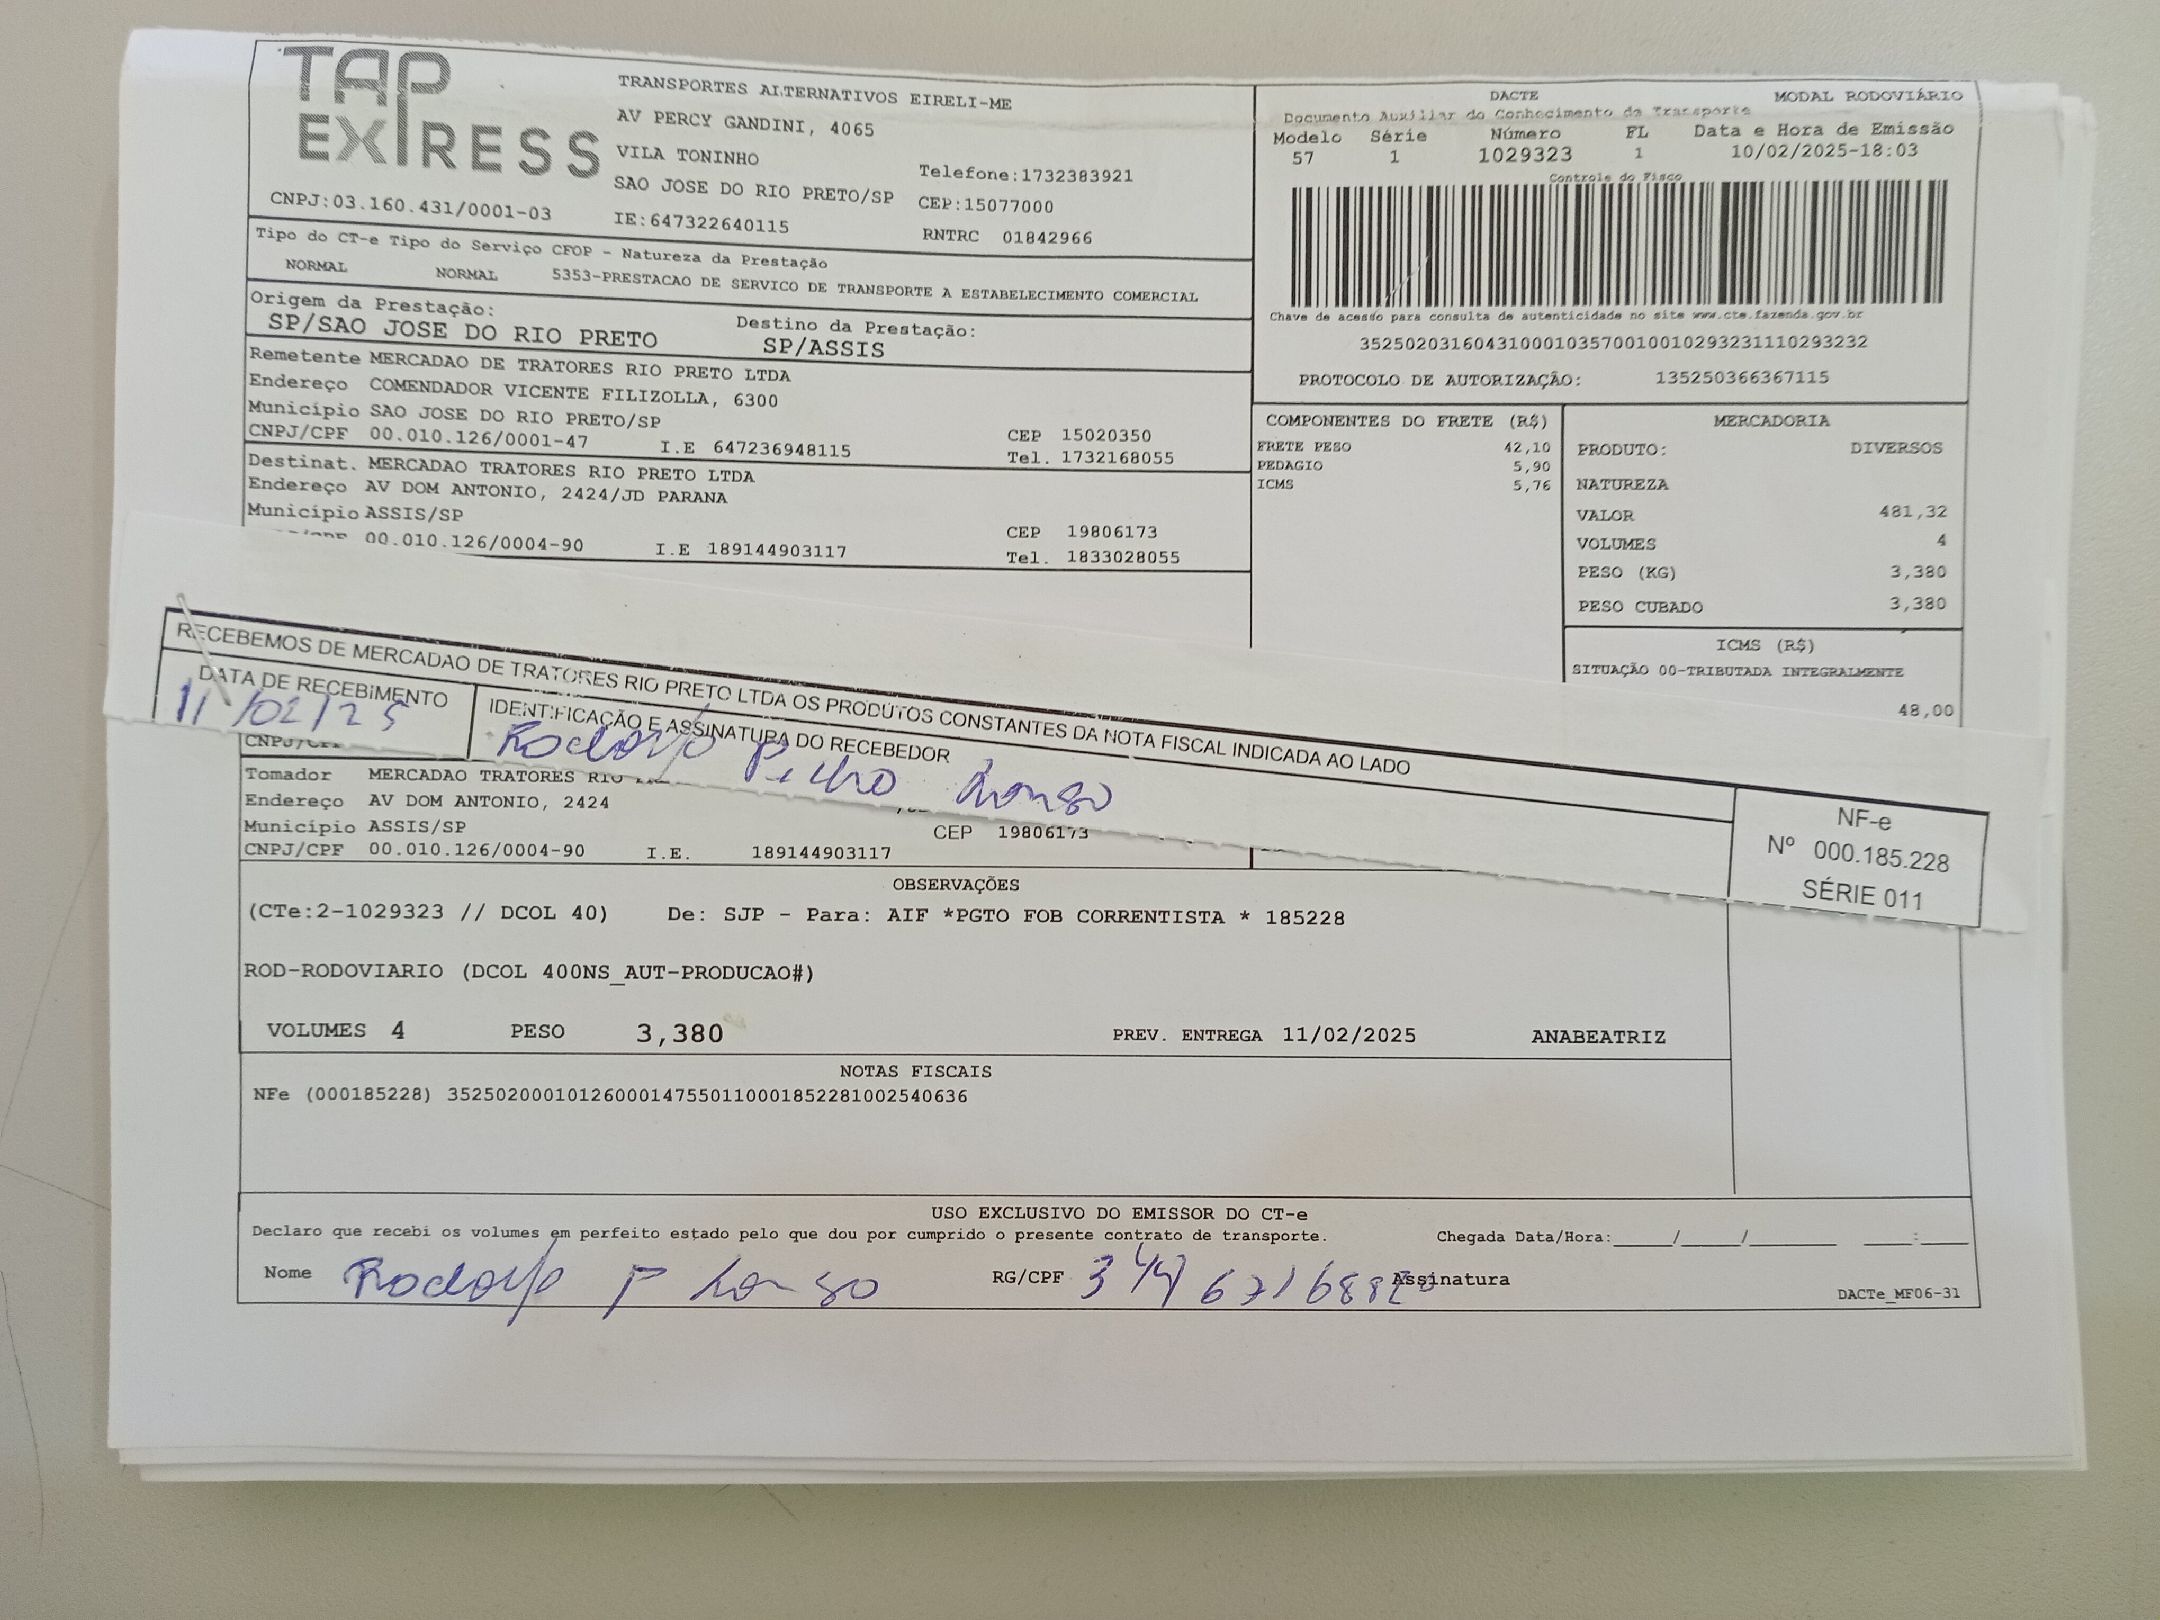 TAP EXPRESS
TRANSPORTES ALTERNATIVOS EIRELI-ME
AV PERCY GANDINI, 4065
VILA TONINHO
Telefone:1732383921
SAO JOSE DO RIO PRETO/SP
CEP:15077000
CNPJ:03.160.431/0001-03
IE:647322640115
RNTRC 01842966
Tipo do CT-e Tipo do Serviço CFOP - Natureza da Prestação
NORMAL NORMAL 5353-PRESTACAO DE SERVICO DE TRANSPORTE A ESTABELECIMENTO COMERCIAL
Origem da Prestação:
SP/SAO JOSE DO RIO PRETO
Destino da Prestação:
SP/ASSIS
Remetente MERCADAO DE TRATORES RIO PRETO LTDA
Endereço COMENDADOR VICENTE FILIZOLLA, 6300
Município SAO JOSE DO RIO PRETO/SP
CEP 15020350
CNPJ/CPF 00.010.126/0001-47 I.E 647236948115
Tel. 1732168055
Destinat. MERCADAO TRATORES RIO PRETO LTDA
Endereço AV DOM ANTONIO, 2424/JD PARANA
Município ASSIS/SP
CEP 19806173
00.010.126/0004-90 I.E 189144903117
Tel. 1833028055
DACTE MODAL RODOVIÁRIO
Documento Auxiliar do Conhecimento de Transporte
Modelo Série Número FL Data e Hora de Emissão
57 1 1029323 1 10/02/2025-18:03
Controle do Fisco
Chave de acesso para consulta de autenticidade no site www.cte.fazenda.gov.br
35250203160431000103570010010293231110293232
PROTOCOLO DE AUTORIZAÇÃO: 135250366367115
COMPONENTES DO FRETE (R$)
FRETE PESO 42,10
PEDAGIO 5,90
ICMS 5,76
MERCADORIA
PRODUTO: DIVERSOS
NATUREZA
VALOR 481,32
VOLUMES 4
PESO (KG) 3,380
PESO CUBADO 3,380
ICMS (R$)
SITUAÇÃO 00-TRIBUTADA INTEGRALMENTE
48,00
RECEBEMOS DE MERCADAO DE TRATORES RIO PRETO LTDA OS PRODUTOS CONSTANTES DA NOTA FISCAL INDICADA AO LADO
DATA DE RECEBIMENTO
11/02/25
IDENTIFICAÇÃO E ASSINATURA DO RECEBEDOR
Rodolfo
NF-e
Nº 000.185.228
SÉRIE 011
Tomador MERCADAO TRATORES RIO
Endereço AV DOM ANTONIO, 2424
Município ASSIS/SP
CEP 19806173
CNPJ/CPF 00.010.126/0004-90 I.E. 189144903117
OBSERVAÇÕES
(CTe:2-1029323 // DCOL 40) De: SJP - Para: AIF *PGTO FOB CORRENTISTA * 185228
ROD-RODOVIARIO (DCOL 400NS_AUT-PRODUCAO#)
VOLUMES 4 PESO 3,380 PREV. ENTREGA 11/02/2025 ANABEATRIZ
NOTAS FISCAIS
NFe (000185228) 35250200010126000147550110001852281002540636
USO EXCLUSIVO DO EMISSOR DO CT-e
Declaro que recebi os volumes em perfeito estado pelo que dou por cumprido o presente contrato de transporte.
Chegada Data/Hora:____/____/______ ___:___
Nome Rodolfo P
RG/CPF
Assinatura
DACTe_MF06-31